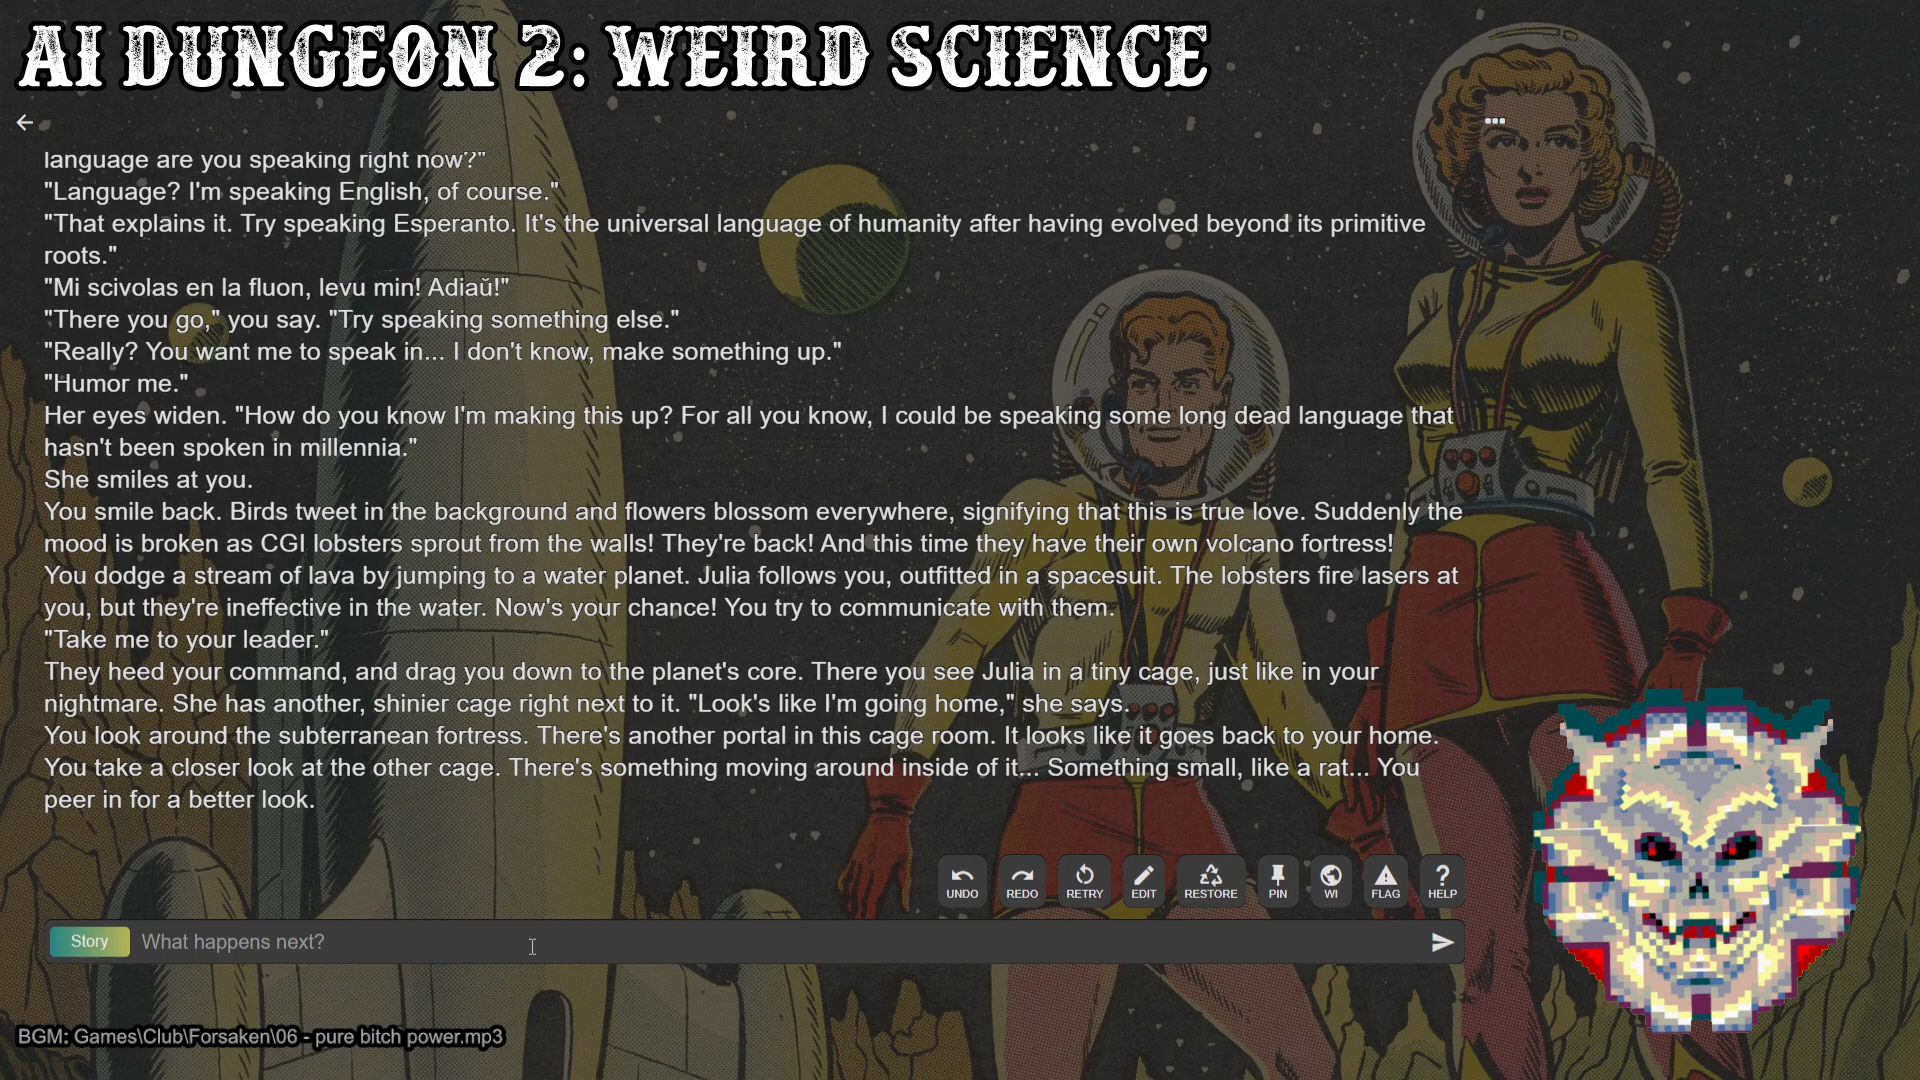 AI DUNGEON 2: WEIRD SCIENCE
language are you speaking right now?"
"Language? I'm speaking English, of course."
"That explains it. Try speaking Esperanto. It's the universal language of humanity after having evolved beyond its primitive
roots."
"Mi scivolas en la fluon, levu min! Adiaŭ!"
"There you go," you say. "Try speaking something else."
"Really? You want me to speak in... I don't know, make something up."
"Humor me."
Her eyes widen. "How do you know I'm making this up? For all you know, I could be speaking some long dead language that
hasn't been spoken in millennia."
She smiles at you.
You smile back. Birds tweet in the background and flowers blossom everywhere, signifying that this is true love. Suddenly the
mood is broken as CGI lobsters sprout from the walls! They're back! And this time they have their own volcano fortress!
You dodge a stream of lava by jumping to a water planet. Julia follows you, outfitted in a spacesuit. The lobsters fire lasers at
you, but they're ineffective in the water. Now's your chance! You try to communicate with them.
"Take me to your leader."
They heed your command, and drag you down to the planet's core. There you see Julia in a tiny cage, just like in your
nightmare. She has another, shinier cage right next to it. "Look's like I'm going home," she says.
You look around the subterranean fortress. There's another portal in this cage room. It looks like it goes back to your home.
You take a closer look at the other cage. There's something moving around inside of it... Something small, like a rat... You
peer in for a better look.
UNDO REDO RETRY EDIT RESTORE PIN WI FLAG HELP
Story What happens next?
BGM: Games\Club\Forsaken\06 - pure bitch power.mp3